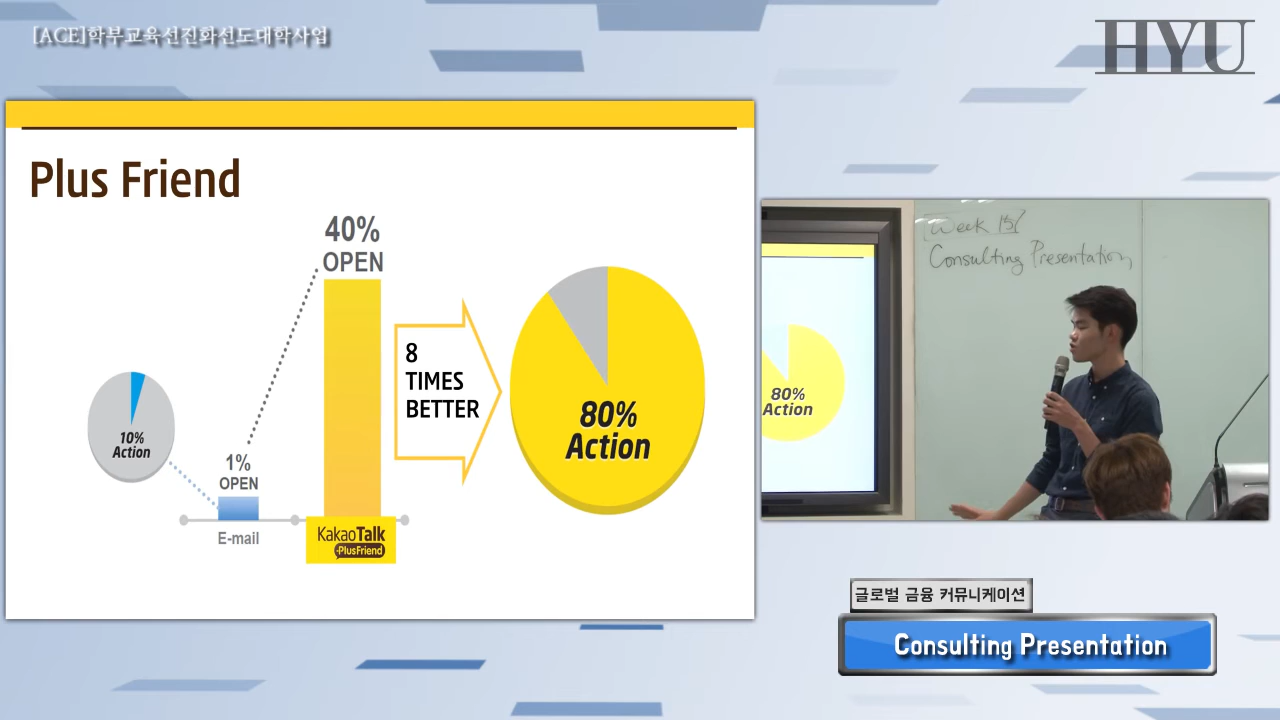 [ACE]학부교육선진화선도대학사업
HYU
Plus Friend
40%
OPEN
8
TIMES
BETTER
80%
Action
10%
Action
1%
OPEN
E-mail
KakaoTalk
PlusFriend
Week 15
Consulting Presentation
80%
Action
글로벌 금융 커뮤니케이션
Consulting Presentation